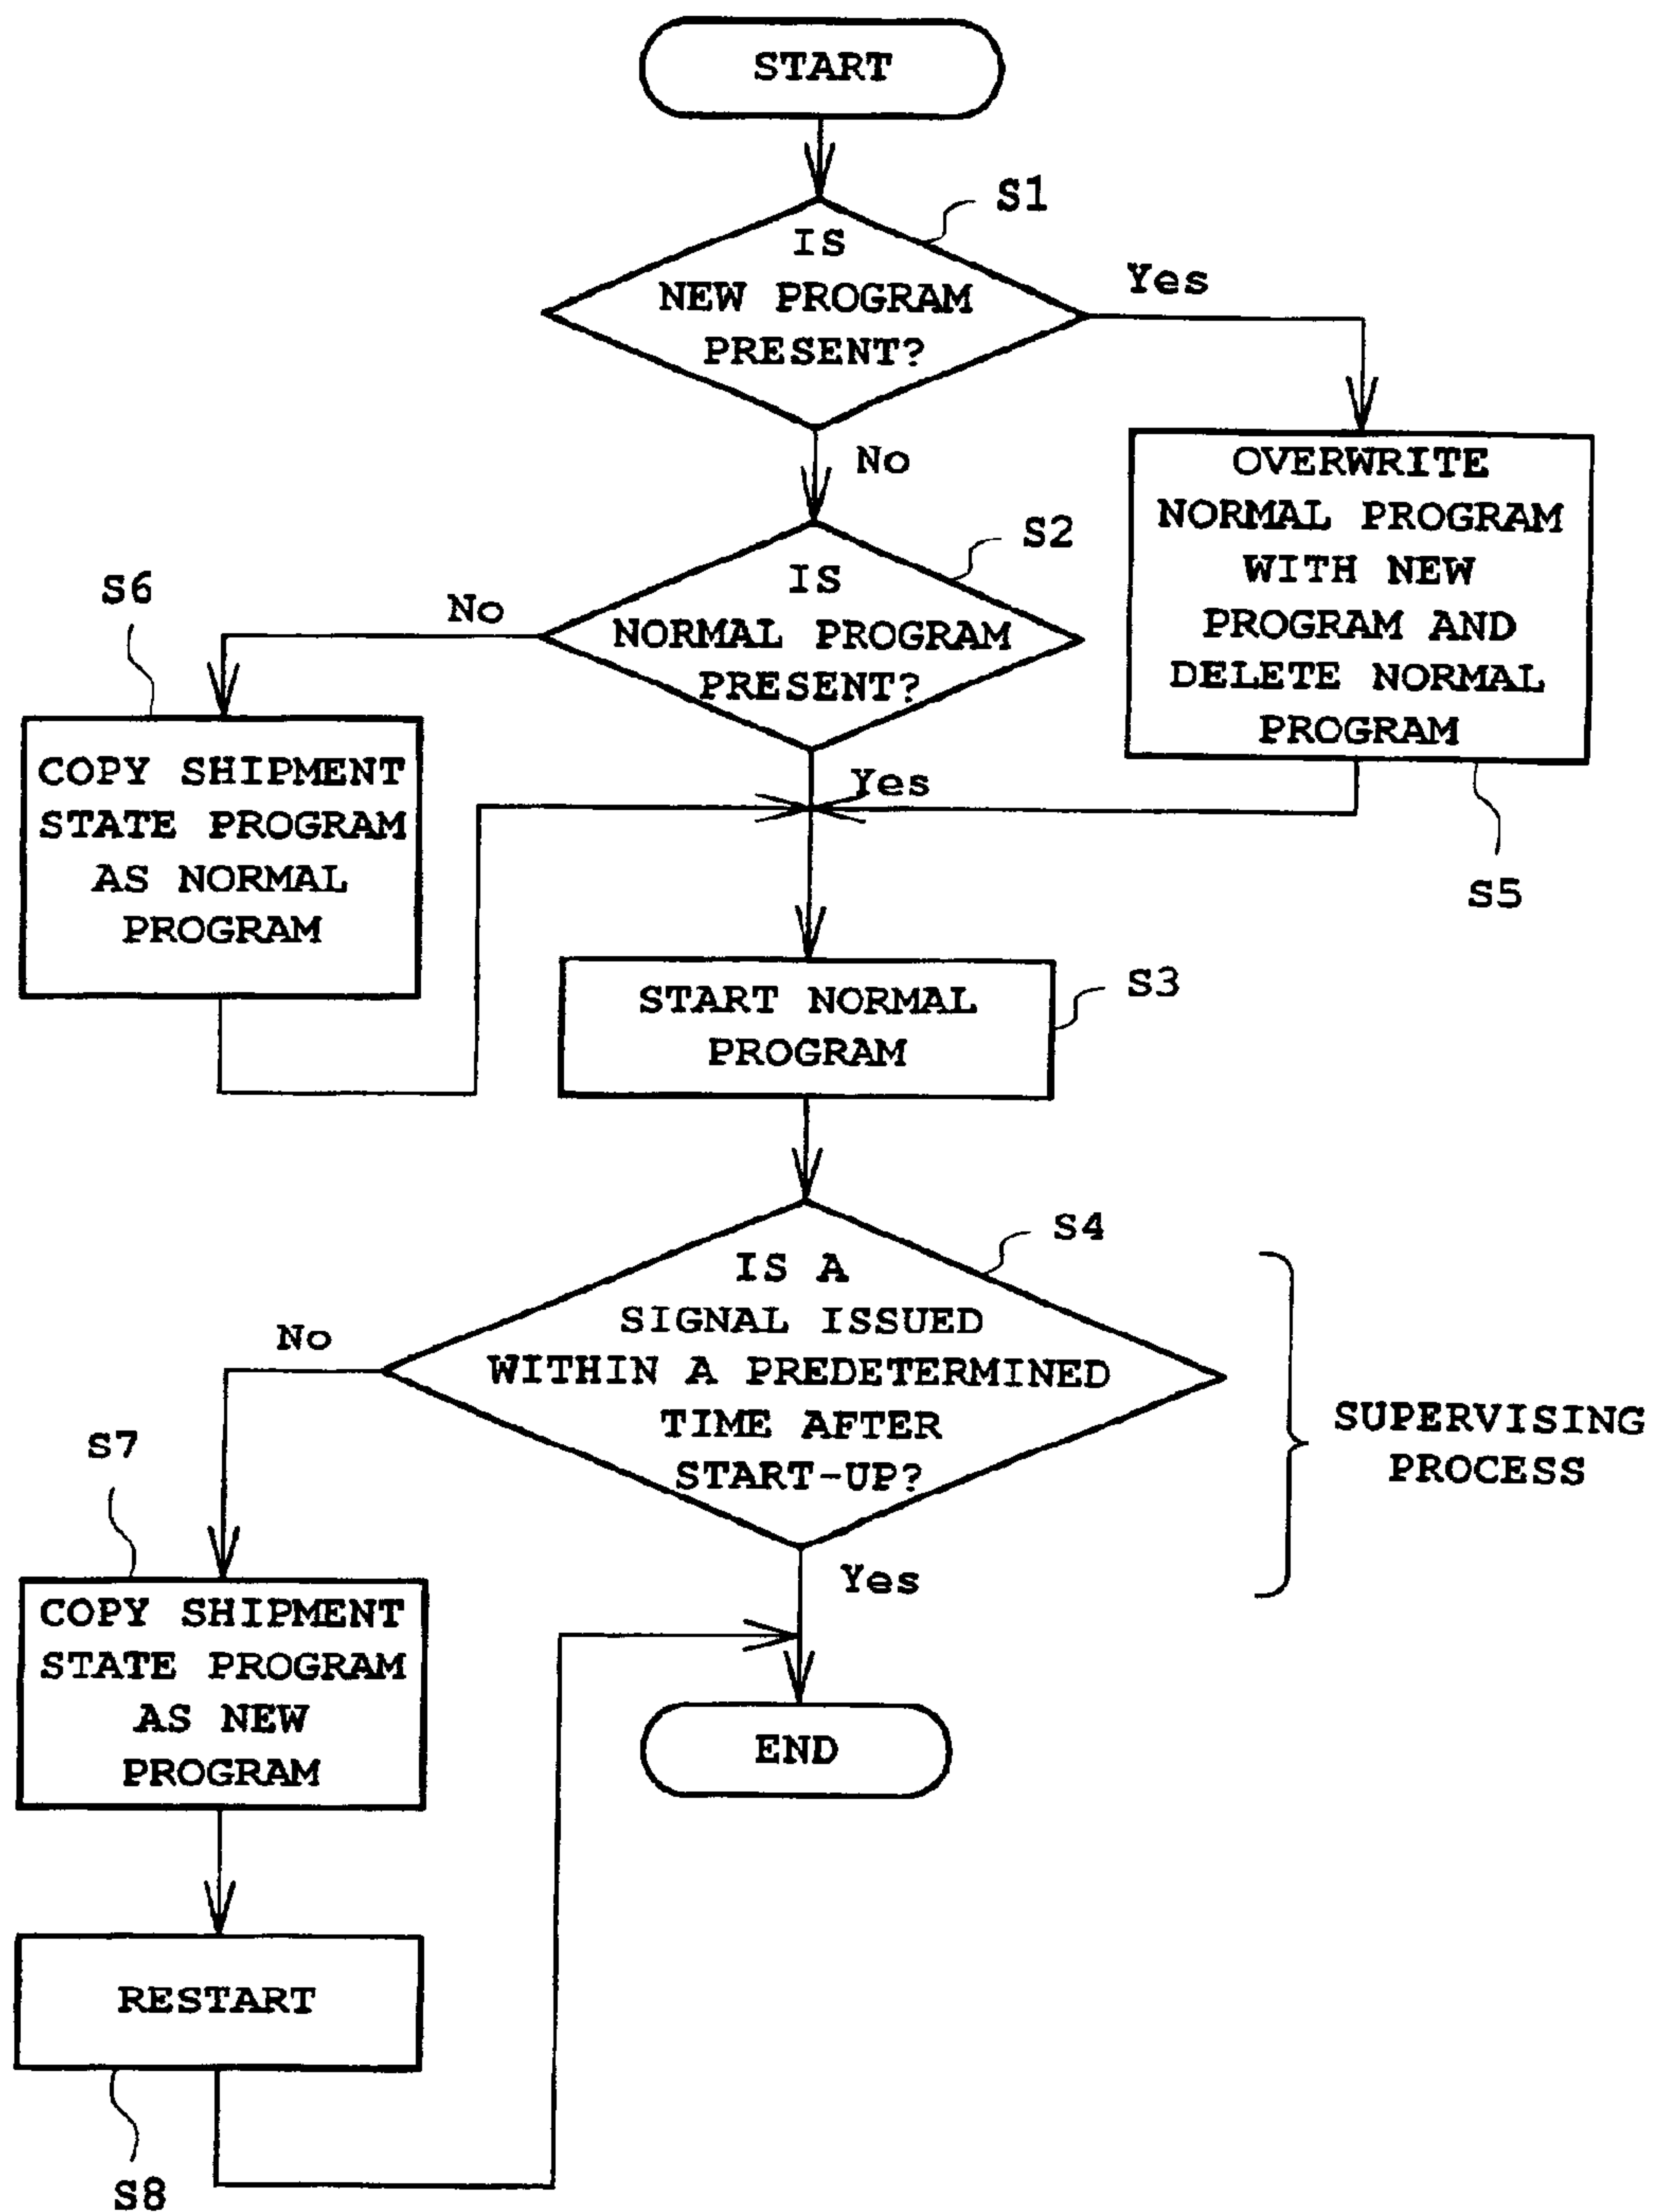 START
S1
IS
NEW PROGRAM
PRESENT?
Yes
No
OVERWRITE
NORMAL PROGRAM
WITH NEW
PROGRAM AND
DELETE NORMAL
PROGRAM
S5
S2
IS
NORMAL PROGRAM
PRESENT?
No
Yes
S6
COPY SHIPMENT
STATE PROGRAM
AS NORMAL
PROGRAM
START NORMAL
PROGRAM
S3
S4
IS A
SIGNAL ISSUED
WITHIN A PREDETERMINED
TIME AFTER
START-UP?
No
Yes
SUPERVISING
PROCESS
S7
COPY SHIPMENT
STATE PROGRAM
AS NEW
PROGRAM
END
RESTART
S8